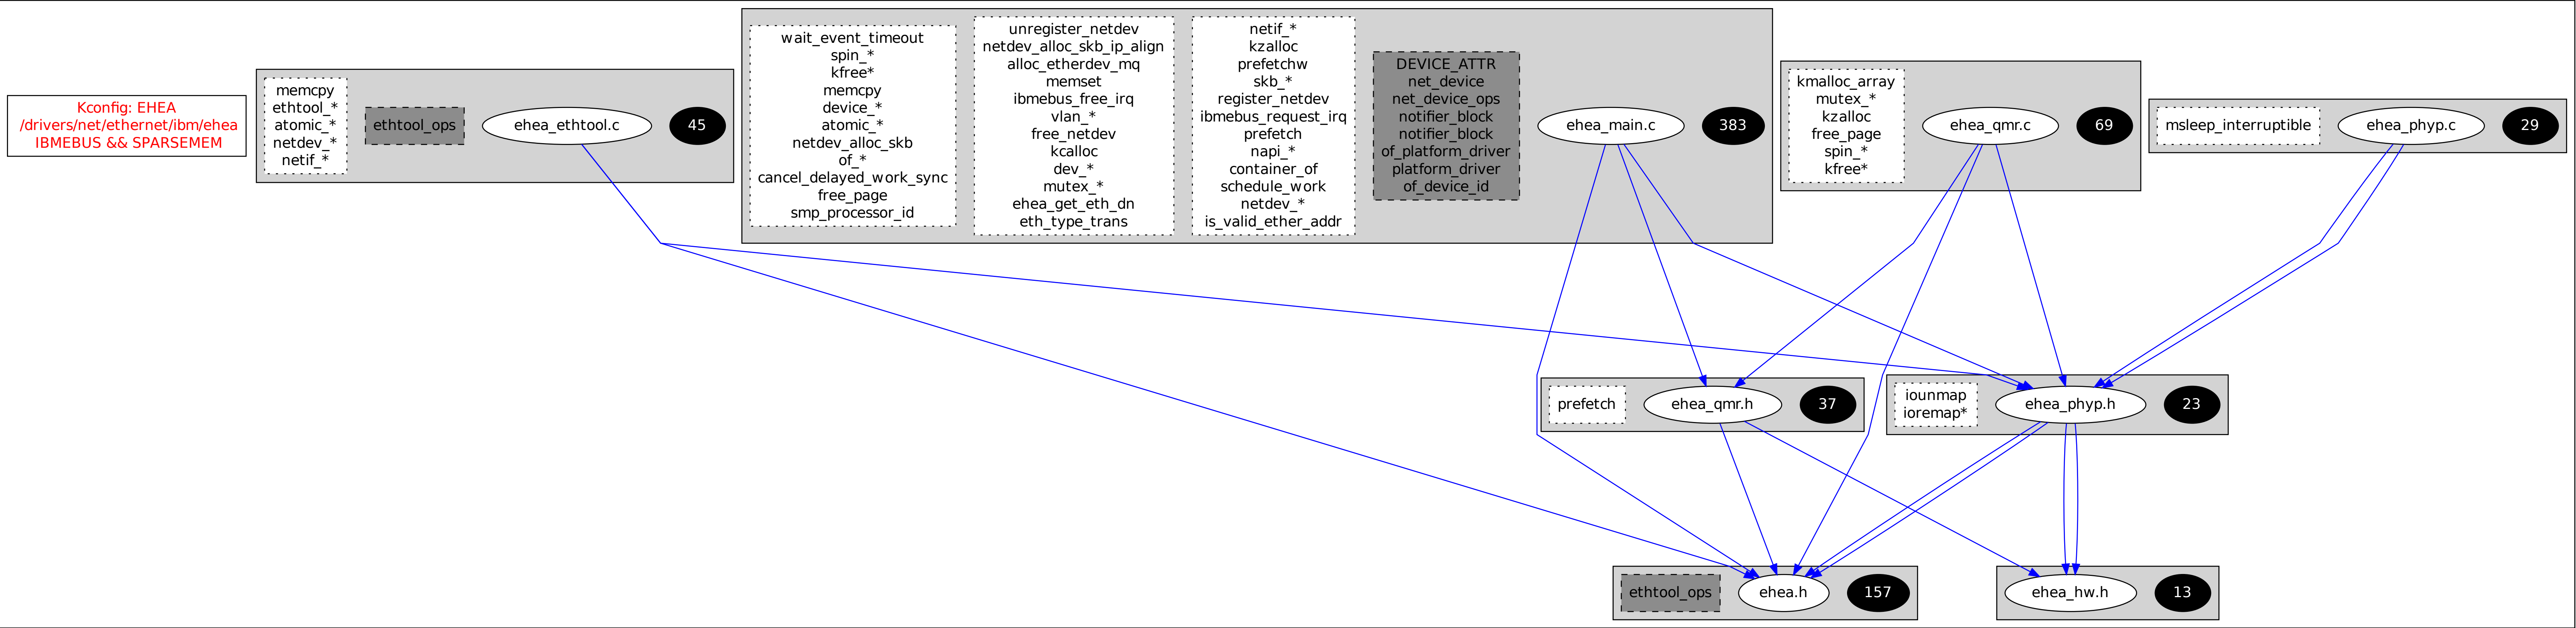 Kconfig: EHEA
/drivers/net/ethernet/ibm/ehea
IBMEBUS && SPARSEMEM
memcpy
ethtool_*
atomic_*
netdev_*
netif_*
ethtool_ops
ehea_ethtool.c
45
wait_event_timeout
spin_*
kfree*
memcpy
device_*
atomic_*
netdev_alloc_skb
of_*
cancel_delayed_work_sync
free_page
smp_processor_id
unregister_netdev
netdev_alloc_skb_ip_align
alloc_etherdev_mq
memset
ibmebus_free_irq
vlan_*
free_netdev
kcalloc
dev_*
mutex_*
ehea_get_eth_dn
eth_type_trans
netif_*
kzalloc
prefetchw
skb_*
register_netdev
ibmebus_request_irq
prefetch
napi_*
container_of
schedule_work
netdev_*
is_valid_ether_addr
DEVICE_ATTR
net_device
net_device_ops
notifier_block
notifier_block
of_platform_driver
platform_driver
of_device_id
ehea_main.c
383
kmalloc_array
mutex_*
kzalloc
free_page
spin_*
kfree*
ehea_qmr.c
69
msleep_interruptible
ehea_phyp.c
29
prefetch
ehea_qmr.h
37
iounmap
ioremap*
ehea_phyp.h
23
ethtool_ops
ehea.h
157
ehea_hw.h
13